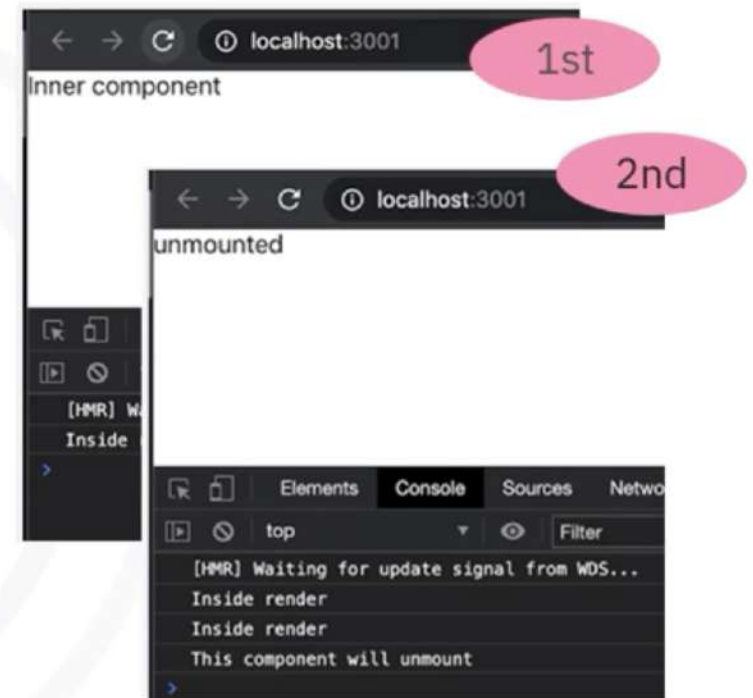 localhost:3001
1st
Inner component
2nd
localhost:3001
unmounted
[HMR]
Inside
>
Elements Console Sources
top Filter
[HMR] Waiting for update signal from WDS...
Inside render
Inside render
This component will unmount
>